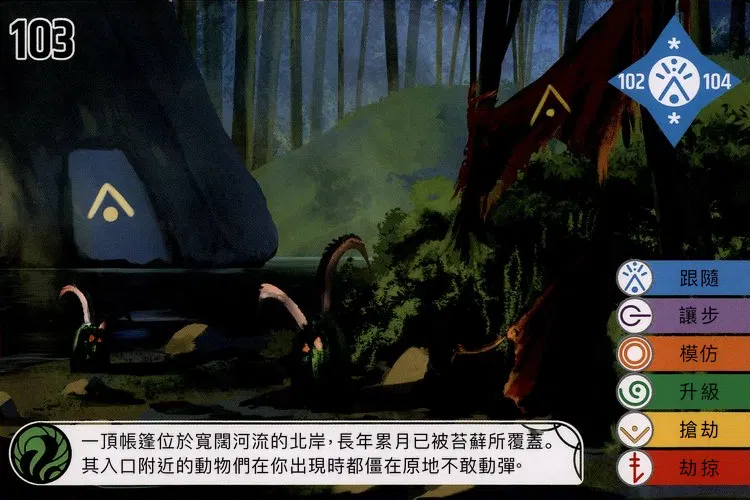 103
*
102 104
*
跟隨
讓步
模仿
升級
搶劫
劫掠
一頂帳篷位於寬闊河流的北岸，長年累月已被苔蘚所覆蓋。
其入口附近的動物們在你出現時都僵在原地不敢動彈。